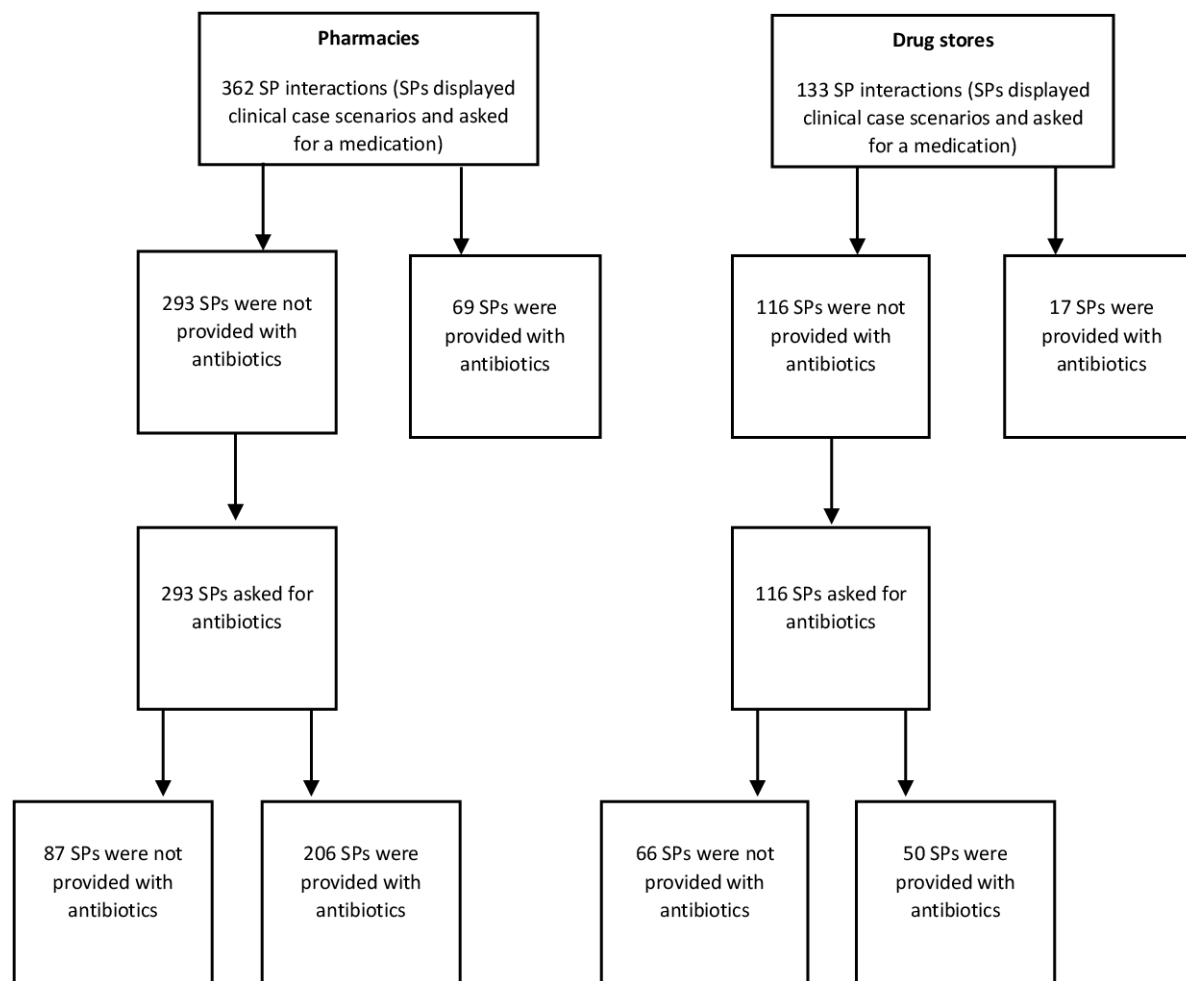 Pharmacies
362 SP interactions (SPs displayed
clinical case scenarios and asked
for a medication)
Drug stores
133 SP interactions (SPs displayed
clinical case scenarios and asked
for a medication)
293 SPs were not
provided with
antibiotics
69 SPs were
provided with
antibiotics
116 SPs were not
provided with
antibiotics
17 SPs were
provided with
antibiotics
293 SPs asked for
antibiotics
116 SPs asked for
antibiotics
87 SPs were not
provided with
antibiotics
206 SPs were
provided with
antibiotics
66 SPs were not
provided with
antibiotics
50 SPs were
provided with
antibiotics